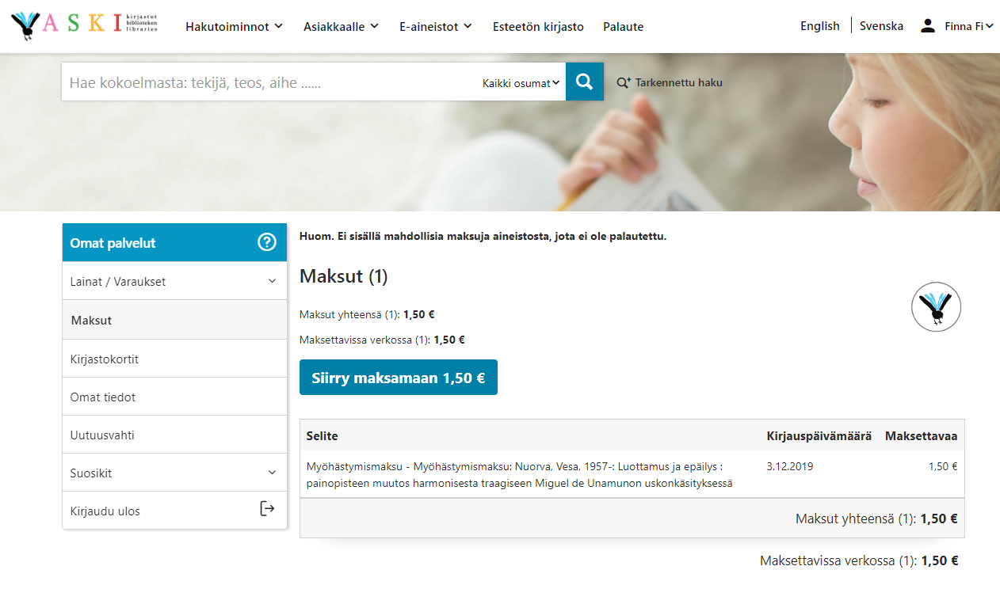 VASKI kirjastot
biblioteken
libraries
Hakutoiminnot Asiakkaalle E-aineistot Esteetön kirjasto Palaute English Svenska Finna Fi
Hae kokoelmasta: tekijä, teos, aihe ...... Kaikki osumat Tarkennettu haku
Omat palvelut ?
Lainat / Varaukset
Maksut
Kirjastokortit
Omat tiedot
Uutuusvahti
Suosikit
Kirjaudu ulos
Huom. Ei sisällä mahdollisia maksuja aineistosta, jota ei ole palautettu.
Maksut (1)
Maksut yhteensä (1): 1,50 €
Maksettavissa verkossa (1): 1,50 €
Siirry maksamaan 1,50 €
Selite Kirjauspäivämäärä Maksettavaa
Myöhästymismaksu - Myöhästymismaksu: Nuorva, Vesa, 1957-: Luottamus ja epäilys : 3.12.2019 1,50 €
painopisteen muutos harmonisesta traagiseen Miguel de Unamunon uskonkäsityksessä
Maksut yhteensä (1): 1,50 €
Maksettavissa verkossa (1): 1,50 €